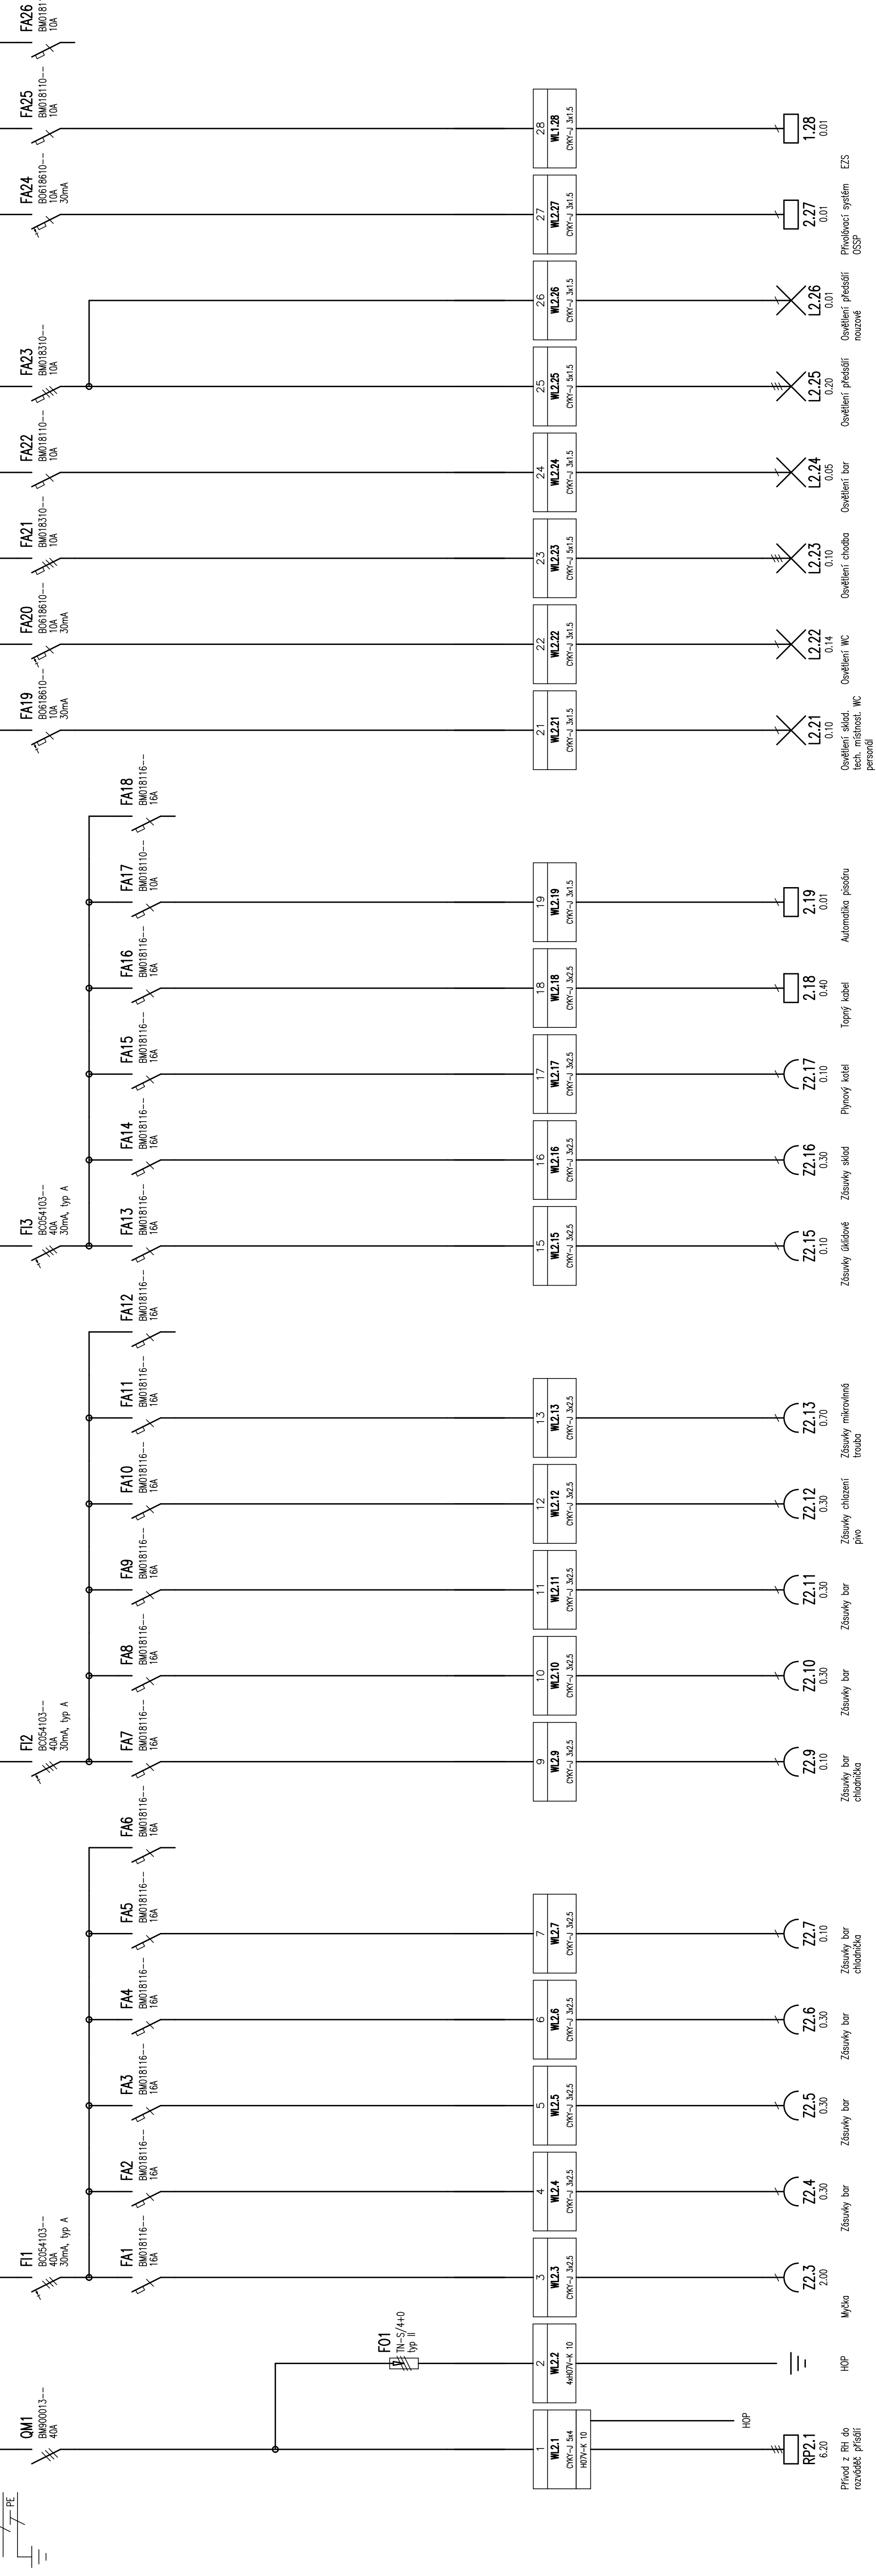 PE
QM1
BM900013--
40A
FI1
BC054103--
40A
30mA, typ A
FI2
BC054103--
40A
30mA, typ A
FI3
BC054103--
40A
30mA, typ A
FA19
BO618610--
10A
30mA
FA20
BO618610--
10A
30mA
FA21
BM018310--
10A
FA22
BM018110--
10A
FA23
BM018310--
10A
FA24
BO618610--
10A
30mA
FA25
BM018110--
10A
FA26
BM0181
10A
FA1
BM018116--
16A
FA2
BM018116--
16A
FA3
BM018116--
16A
FA4
BM018116--
16A
FA5
BM018116--
16A
FA6
BM018116--
16A
FA7
BM018116--
16A
FA8
BM018116--
16A
FA9
BM018116--
16A
FA10
BM018116--
16A
FA11
BM018116--
16A
FA12
BM018116--
16A
FA13
BM018116--
16A
FA14
BM018116--
16A
FA15
BM018116--
16A
FA16
BM018116--
16A
FA17
BM018110--
10A
FA18
BM018116--
16A
FO1
TN-S/4+0
typ II
1
WL2.1
CYKY-J 5x4
H07V-K 10
HOP
2
WL2.2
4xH07V-K 10
3
WL2.3
CYKY-J 3x2.5
4
WL2.4
CYKY-J 3x2.5
5
WL2.5
CYKY-J 3x2.5
6
WL2.6
CYKY-J 3x2.5
7
WL2.7
CYKY-J 3x2.5
9
WL2.9
CYKY-J 3x2.5
10
WL2.10
CYKY-J 3x2.5
11
WL2.11
CYKY-J 3x2.5
12
WL2.12
CYKY-J 3x2.5
13
WL2.13
CYKY-J 3x2.5
15
WL2.15
CYKY-J 3x2.5
16
WL2.16
CYKY-J 3x2.5
17
WL2.17
CYKY-J 3x2.5
18
WL2.18
CYKY-J 3x2.5
19
WL2.19
CYKY-J 3x1.5
21
WL2.21
CYKY-J 3x1.5
22
WL2.22
CYKY-J 3x1.5
23
WL2.23
CYKY-J 5x1.5
24
WL2.24
CYKY-J 3x1.5
25
WL2.25
CYKY-J 5x1.5
26
WL2.26
CYKY-J 3x1.5
27
WL2.27
CYKY-J 3x1.5
28
WL1.28
CYKY-J 3x1.5
RP2.1
6.20
Přívod z RH do
rozváděč přísálí
HOP
Z2.3
2.00
Myčka
Z2.4
0.30
Zásuvky bar
Z2.5
0.30
Zásuvky bar
Z2.6
0.30
Zásuvky bar
Z2.7
0.10
Zásuvky bar
chladnička
Z2.9
0.10
Zásuvky bar
chladnička
Z2.10
0.30
Zásuvky bar
Z2.11
0.30
Zásuvky bar
Z2.12
0.30
Zásuvky chlazení
pivo
Z2.13
0.70
Zásuvky mikrovlnná
trouba
Z2.15
0.10
Zásuvky úklidové
Z2.16
0.30
Zásuvky sklad
Z2.17
0.10
Plynový kotel
2.18
0.40
Topný kabel
2.19
0.01
Automatika pisoáru
L2.21
0.10
Osvětlení sklad.
tech. místnost. WC
personál
L2.22
0.14
Osvětlení WC
L2.23
0.10
Osvětlení chodba
L2.24
0.05
Osvětlení bar
L2.25
0.20
Osvětlení předsálí
L2.26
0.01
Osvětlení předsálí
nouzové
2.27
0.01
Přivolávací systém
OSSP
1.28
0.01
EZS